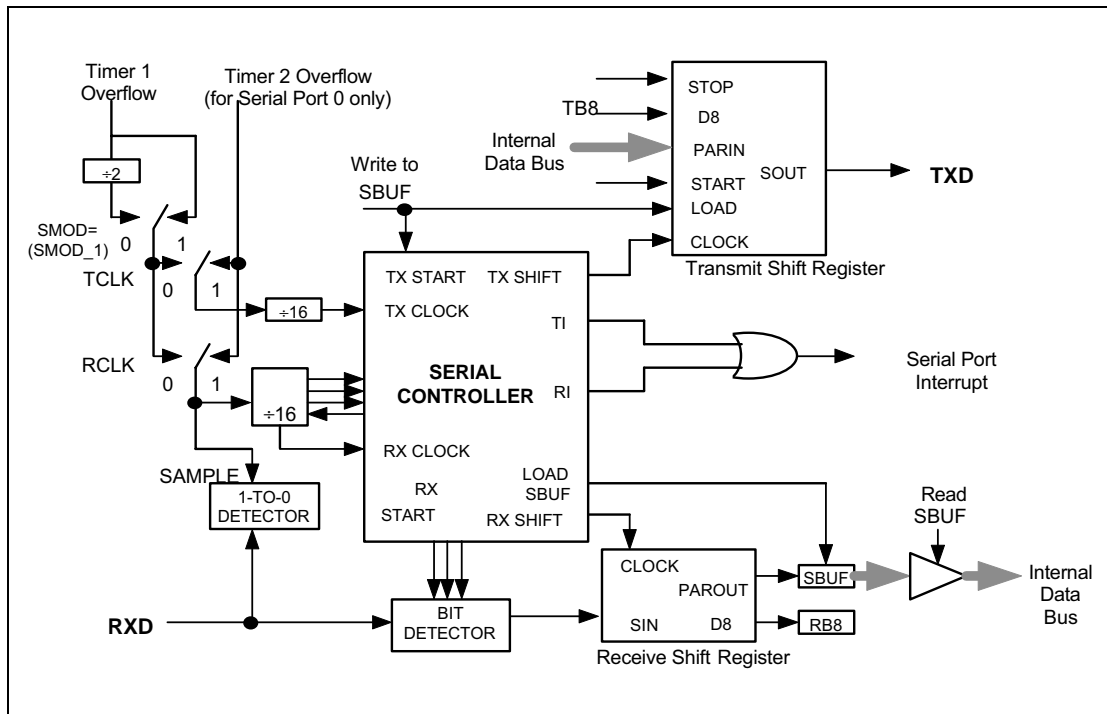 Timer 1
Overflow
Timer 2 Overflow
(for Serial Port 0 only)
÷2
SMOD=
(SMOD_1)
0
1
TCLK
0
1
÷16
RCLK
0
1
÷16
SAMPLE
1-TO-0
DETECTOR
RXD
Write to
SBUF
TX START
TX SHIFT
TX CLOCK
TI
SERIAL
CONTROLLER
RI
RX CLOCK
LOAD
SBUF
RX
START
RX SHIFT
BIT
DETECTOR
TB8
Internal
Data Bus
STOP
D8
PARIN
SOUT
START
LOAD
CLOCK
Transmit Shift Register
TXD
Serial Port
Interrupt
CLOCK
PAROUT
SIN
D8
Receive Shift Register
SBUF
RB8
Read
SBUF
Internal
Data
Bus